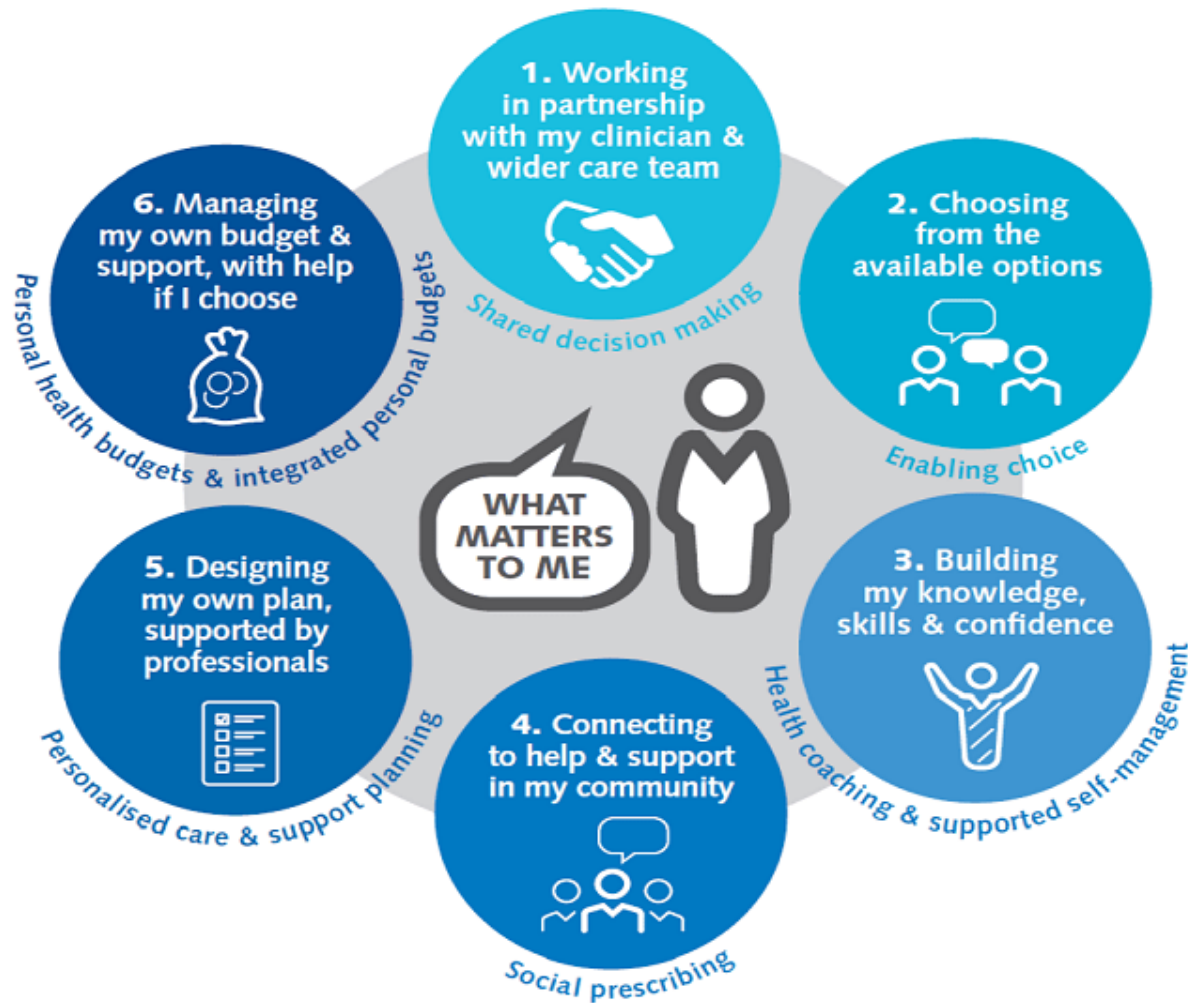 1. Working
in partnership
with my clinician &
wider care team
Shared decision making
2. Choosing
from the
available options
Enabling choice
3. Building
my knowledge,
skills & confidence
Health coaching & supported self-management
4. Connecting
to help & support
in my community
Social prescribing
5. Designing
my own plan,
supported by
professionals
Personalised care & support planning
6. Managing
my own budget &
support, with help
if I choose
Personal health budgets & integrated personal budgets
WHAT
MATTERS
TO ME